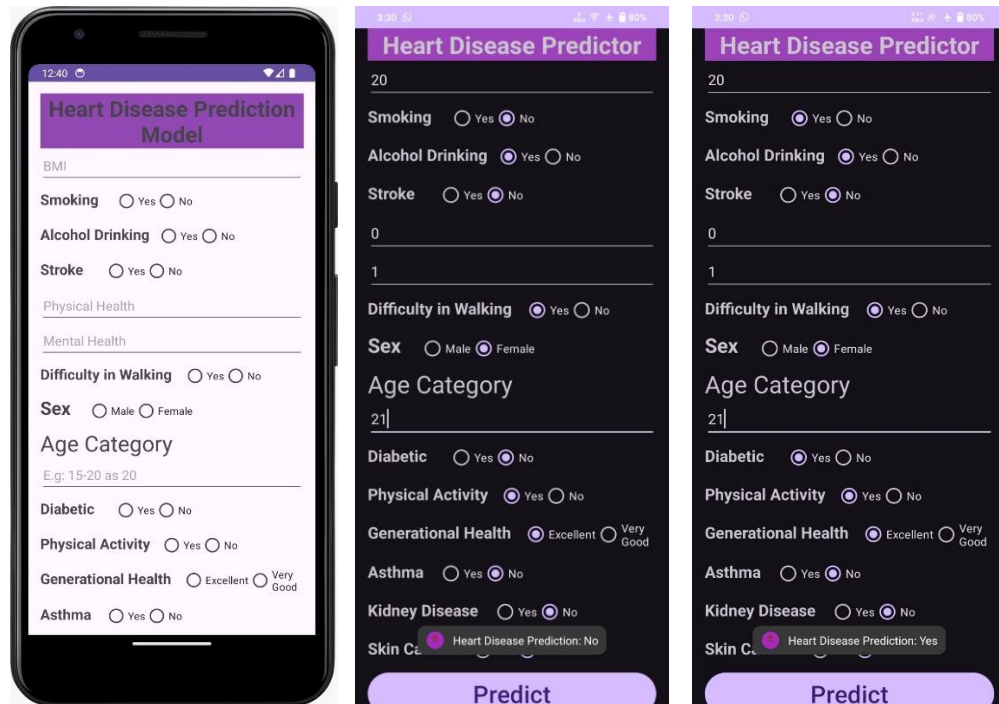 12:40
Heart Disease Prediction
Model
BMI
Smoking Yes No
Alcohol Drinking Yes No
Stroke Yes No
Physical Health
Mental Health
Difficulty in Walking Yes No
Sex Male Female
Age Category
E.g: 15-20 as 20
Diabetic Yes No
Physical Activity Yes No
Generational Health Excellent Very
Good
Asthma Yes No
3:30 80%
Heart Disease Predictor
20
Smoking Yes No
Alcohol Drinking Yes No
Stroke Yes No
0
1
Difficulty in Walking Yes No
Sex Male Female
Age Category
21
Diabetic Yes No
Physical Activity Yes No
Generational Health Excellent Very
Good
Asthma Yes No
Kidney Disease Yes No
Heart Disease Prediction: No
Skin
Predict
3:30 80%
Heart Disease Predictor
20
Smoking Yes No
Alcohol Drinking Yes No
Stroke Yes No
0
1
Difficulty in Walking Yes No
Sex Male Female
Age Category
21
Diabetic Yes No
Physical Activity Yes No
Generational Health Excellent Very
Good
Asthma Yes No
Kidney Disease Yes No
Heart Disease Prediction: Yes
Skin
Predict